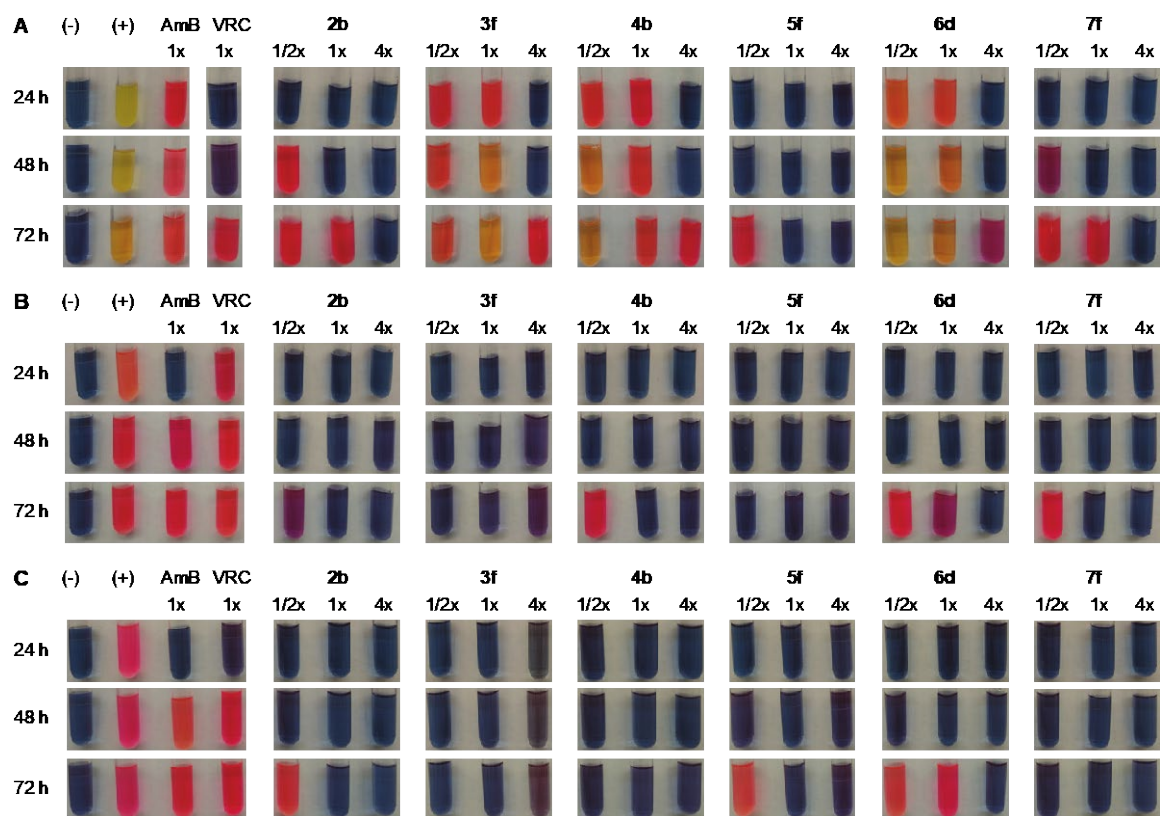 A (-) (+) AmB VRC 2b 3f 4b 5f 6d 7f
1x 1x 1/2x 1x 4x 1/2x 1x 4x 1/2x 1x 4x 1/2x 1x 4x 1/2x 1x 4x 1/2x 1x 4x
24 h
48 h
72 h
B (-) (+) AmB VRC 2b 3f 4b 5f 6d 7f
1x 1x 1/2x 1x 4x 1/2x 1x 4x 1/2x 1x 4x 1/2x 1x 4x 1/2x 1x 4x 1/2x 1x 4x
24 h
48 h
72 h
C (-) (+) AmB VRC 2b 3f 4b 5f 6d 7f
1x 1x 1/2x 1x 4x 1/2x 1x 4x 1/2x 1x 4x 1/2x 1x 4x 1/2x 1x 4x 1/2x 1x 4x
24 h
48 h
72 h